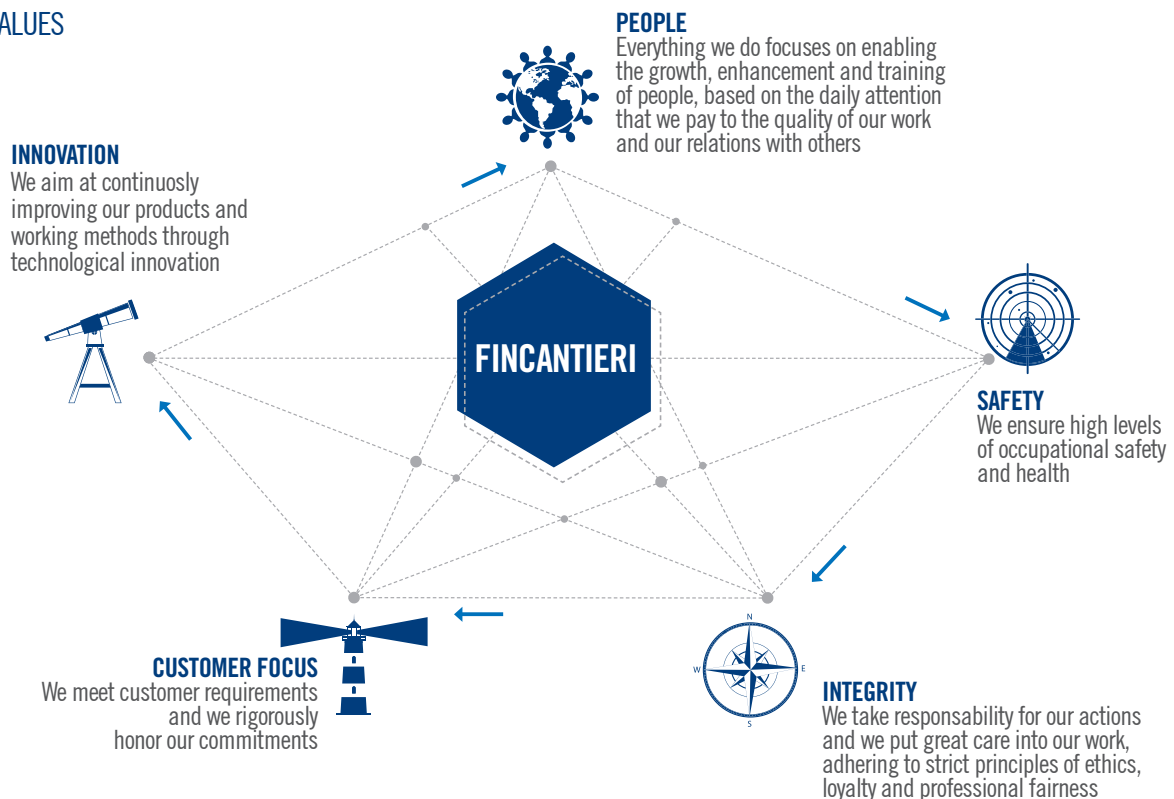 ALUES
PEOPLE
Everything we do focuses on enabling
the growth, enhancement and training
of people, based on the daily attention
that we pay to the quality of our work
and our relations with others
INNOVATION
We aim at continuosly
improving our products and
working methods through
technological innovation
FINCANTIERI
SAFETY
We ensure high levels
of occupational safety
and health
CUSTOMER FOCUS
We meet customer requirements
and we rigorously
honor our commitments
N
W
E
S
INTEGRITY
We take responsability for our actions
and we put great care into our work,
adhering to strict principles of ethics,
loyalty and professional fairness